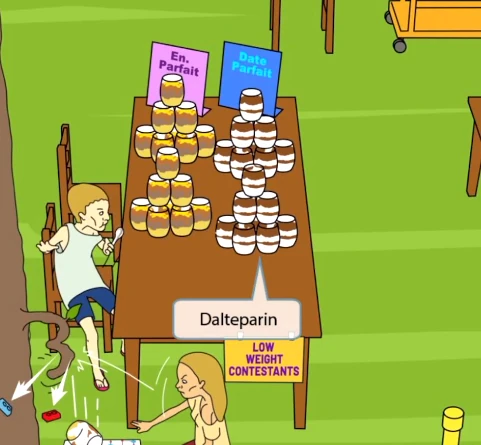 En.
Parfait
Date
Parfait
Dalteparin
LOW
WEIGHT
CONTESTANTS